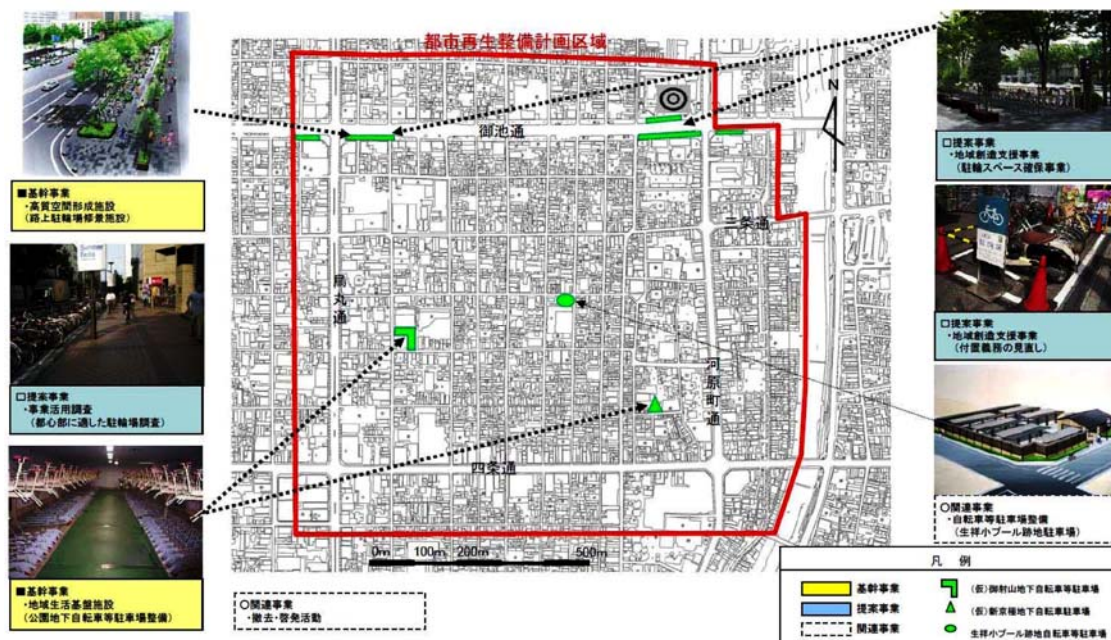 都市再生整備計画区域
御池通
N
三条通
烏丸通
河原町通
四条通
0m 100m 200m 500m
■基幹事業
・高質空間形成施設
(路上駐輪場修景施設)
□提案事業
・事業活用調査
(都心部に適した駐輪場調査)
■基幹事業
・地域生活基盤施設
(公園地下自転車等駐車場整備)
○関連事業
・撤去・啓発活動
□提案事業
・地域創造支援事業
(駐輪スペース確保事業)
□提案事業
・地域創造支援事業
(付置義務の見直し)
○関連事業
・自転車等駐車場整備
(生祥小プール跡地駐車場)
凡 例
基幹事業
提案事業
関連事業
(仮)御射山地下自転車等駐車場
(仮)新京極地下自転車駐車場
生祥小プール跡地自転車等駐車場